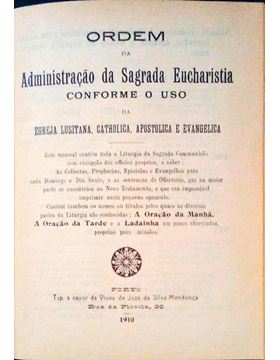 ORDEM
DA
Administração da Sagrada Eucharistia
CONFORME O USO
DA
EGREJA LUSITANA, CATHOLICA, APOSTOLICA E EVANGELICA
Este manual contém toda a Liturgia da Sagrada Communhão
com excepção dos officios proprios, a saber:
As Collectas, Prophecias, Epistolas e Evangelhos para
cada Domingo e Dia Santo, e as sentenças do Offertorio, que na maior
parte se encontram no Novo Testamento, e que era impossivel
imprimir neste pequeno opusculo.
Contém tambem os nomes ou titulos pelos quaes as diversas
partes da Liturgia são conhecidas: A Oração da Manhã,
A Oração da Tarde e a Ladainha um pouco abreviadas,
proprias para missões.
PORTO
Typ. a vapor da Viuva de José da Silva Mendonça
Rua da Picaria, 30
1910